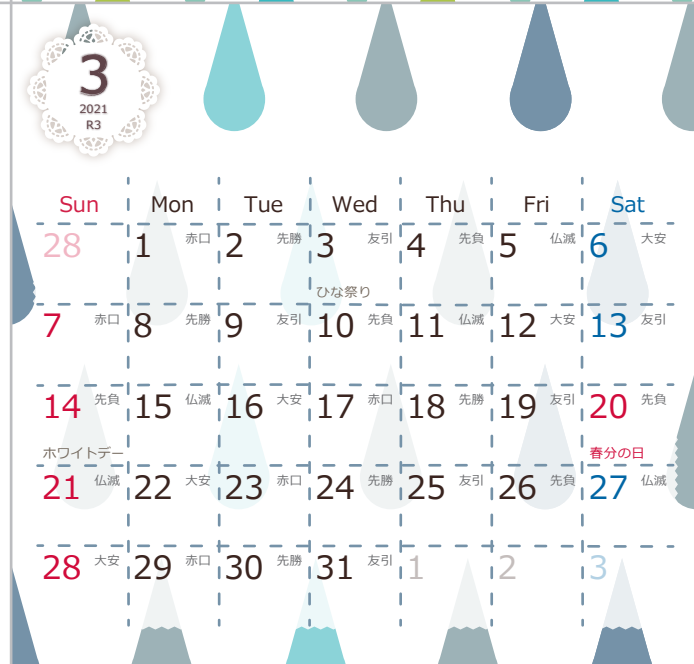 3
2021
R3
Sun Mon Tue Wed Thu Fri Sat
28 1 赤口 2 先勝 3 友引 4 先負 5 仏滅 6 大安
ひな祭り
7 赤口 8 先勝 9 友引 10 先負 11 仏滅 12 大安 13 友引
14 先負 15 仏滅 16 大安 17 赤口 18 先勝 19 友引 20 先負
ホワイトデー 春分の日
21 仏滅 22 大安 23 赤口 24 先勝 25 友引 26 先負 27 仏滅
28 大安 29 赤口 30 先勝 31 友引 1 2 3